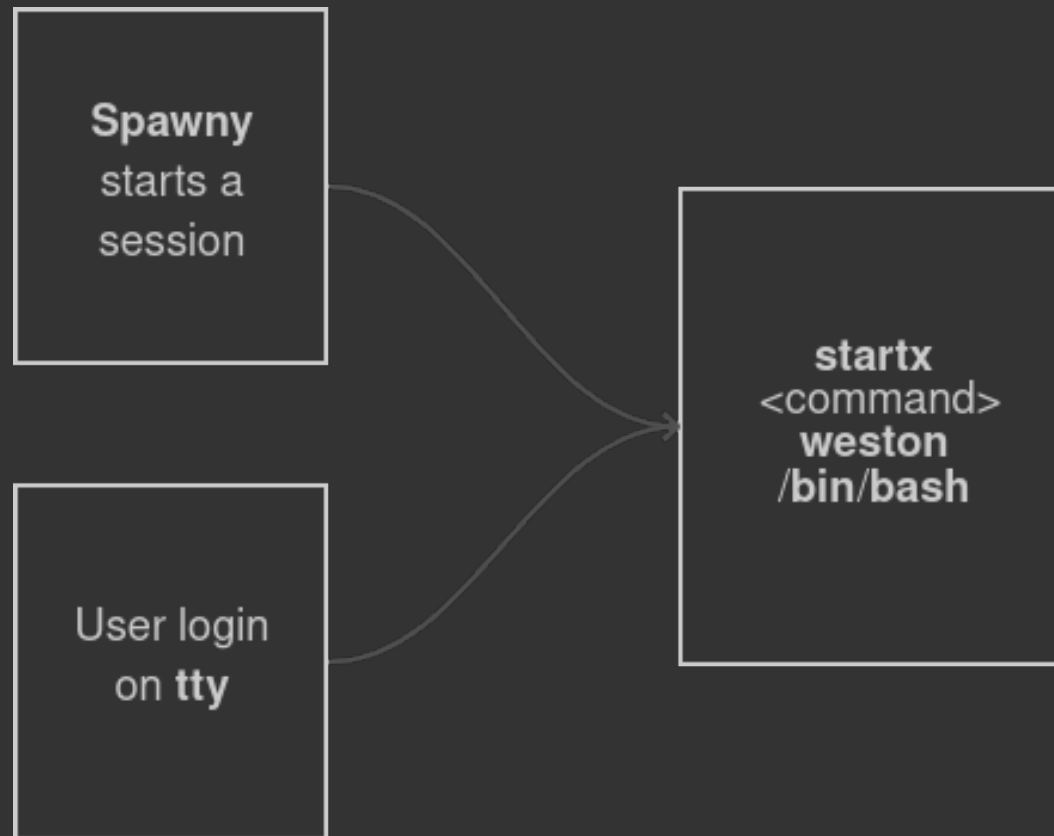 Spawny
starts a
session
startx
<command>
weston
/bin/bash
User login
on tty